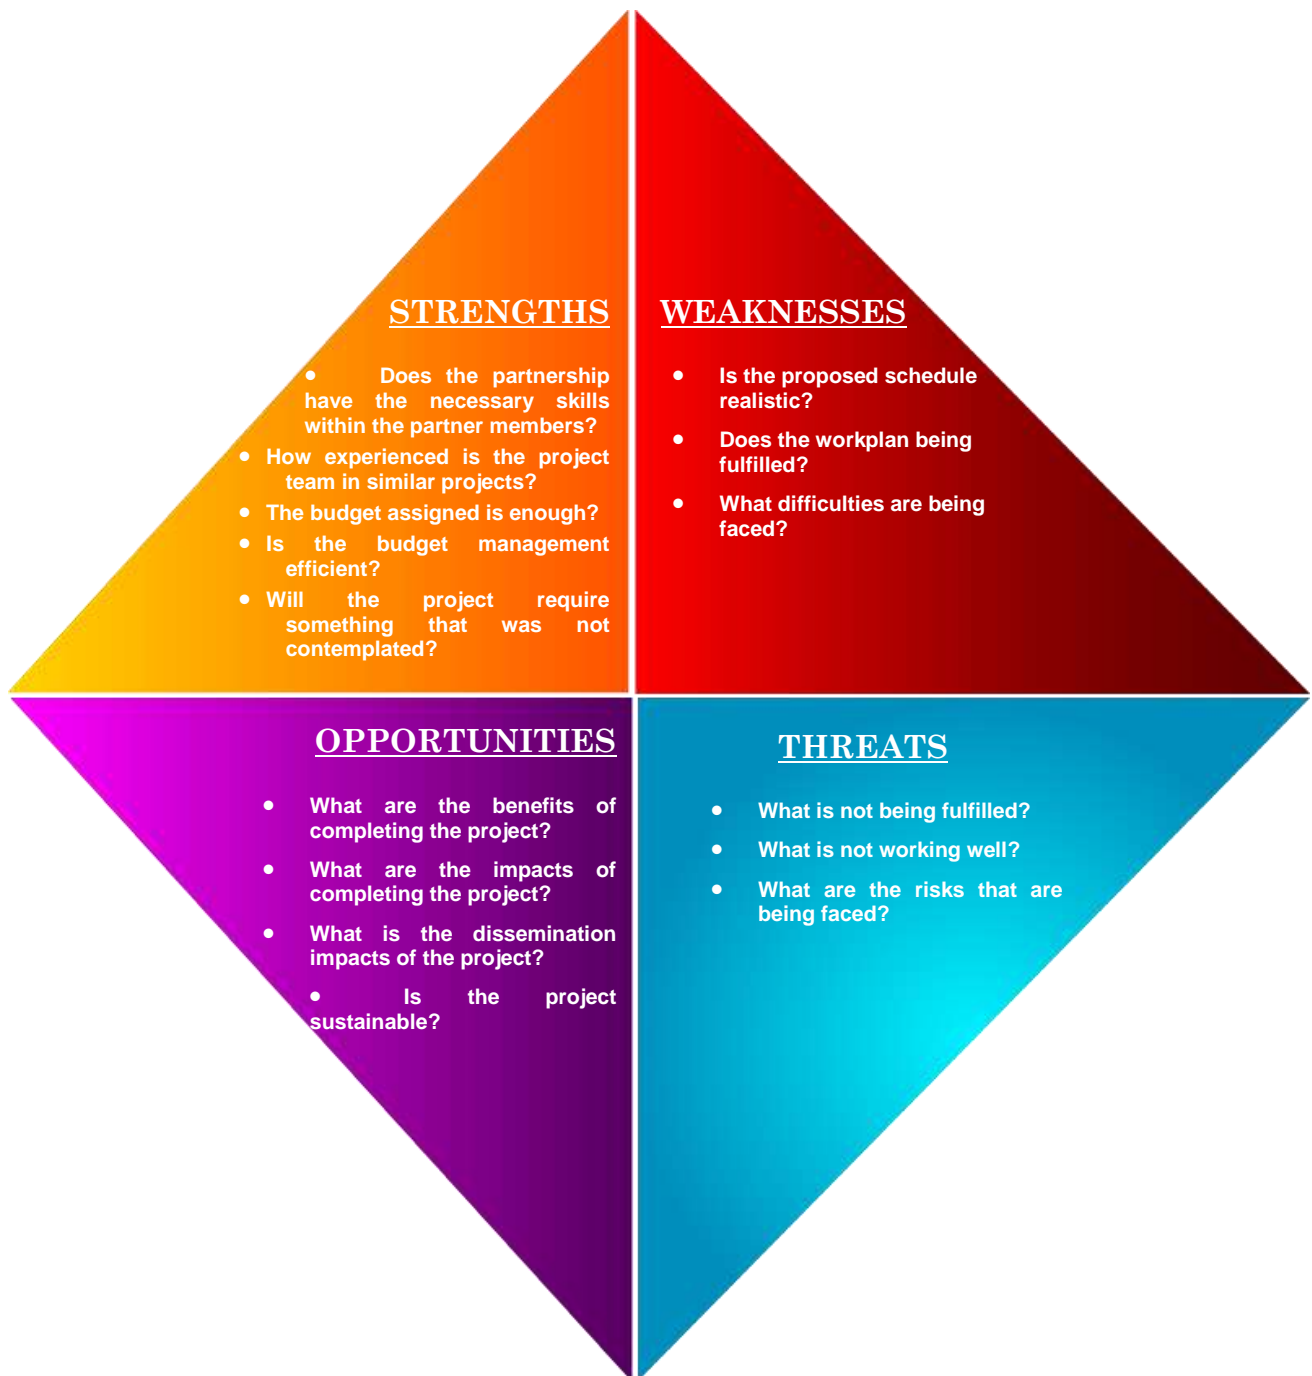 STRENGTHS
• Does the partnership
have the necessary skills
within the partner members?
• How experienced is the project
team in similar projects?
• The budget assigned is enough?
• Is the budget management
efficient?
• Will the project require
something that was not
contemplated?
WEAKNESSES
• Is the proposed schedule
realistic?
• Does the workplan being
fulfilled?
• What difficulties are being
faced?
OPPORTUNITIES
• What are the benefits of
completing the project?
• What are the impacts of
completing the project?
• What is the dissemination
impacts of the project?
• Is the project
sustainable?
THREATS
• What is not being fulfilled?
• What is not working well?
• What are the risks that are
being faced?